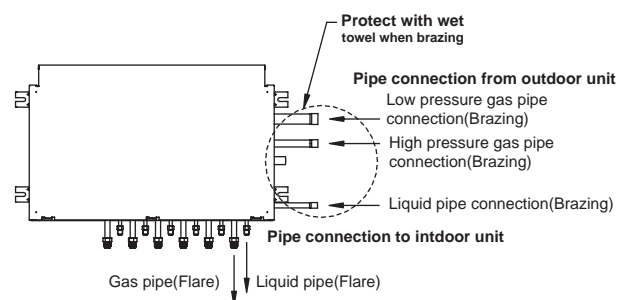 Protect with wet
towel when brazing
Pipe connection from outdoor unit
Low pressure gas pipe
connection(Brazing)
High pressure gas pipe
connection(Brazing)
Liquid pipe connection(Brazing)
Pipe connection to intdoor unit
Gas pipe(Flare)
Liquid pipe(Flare)